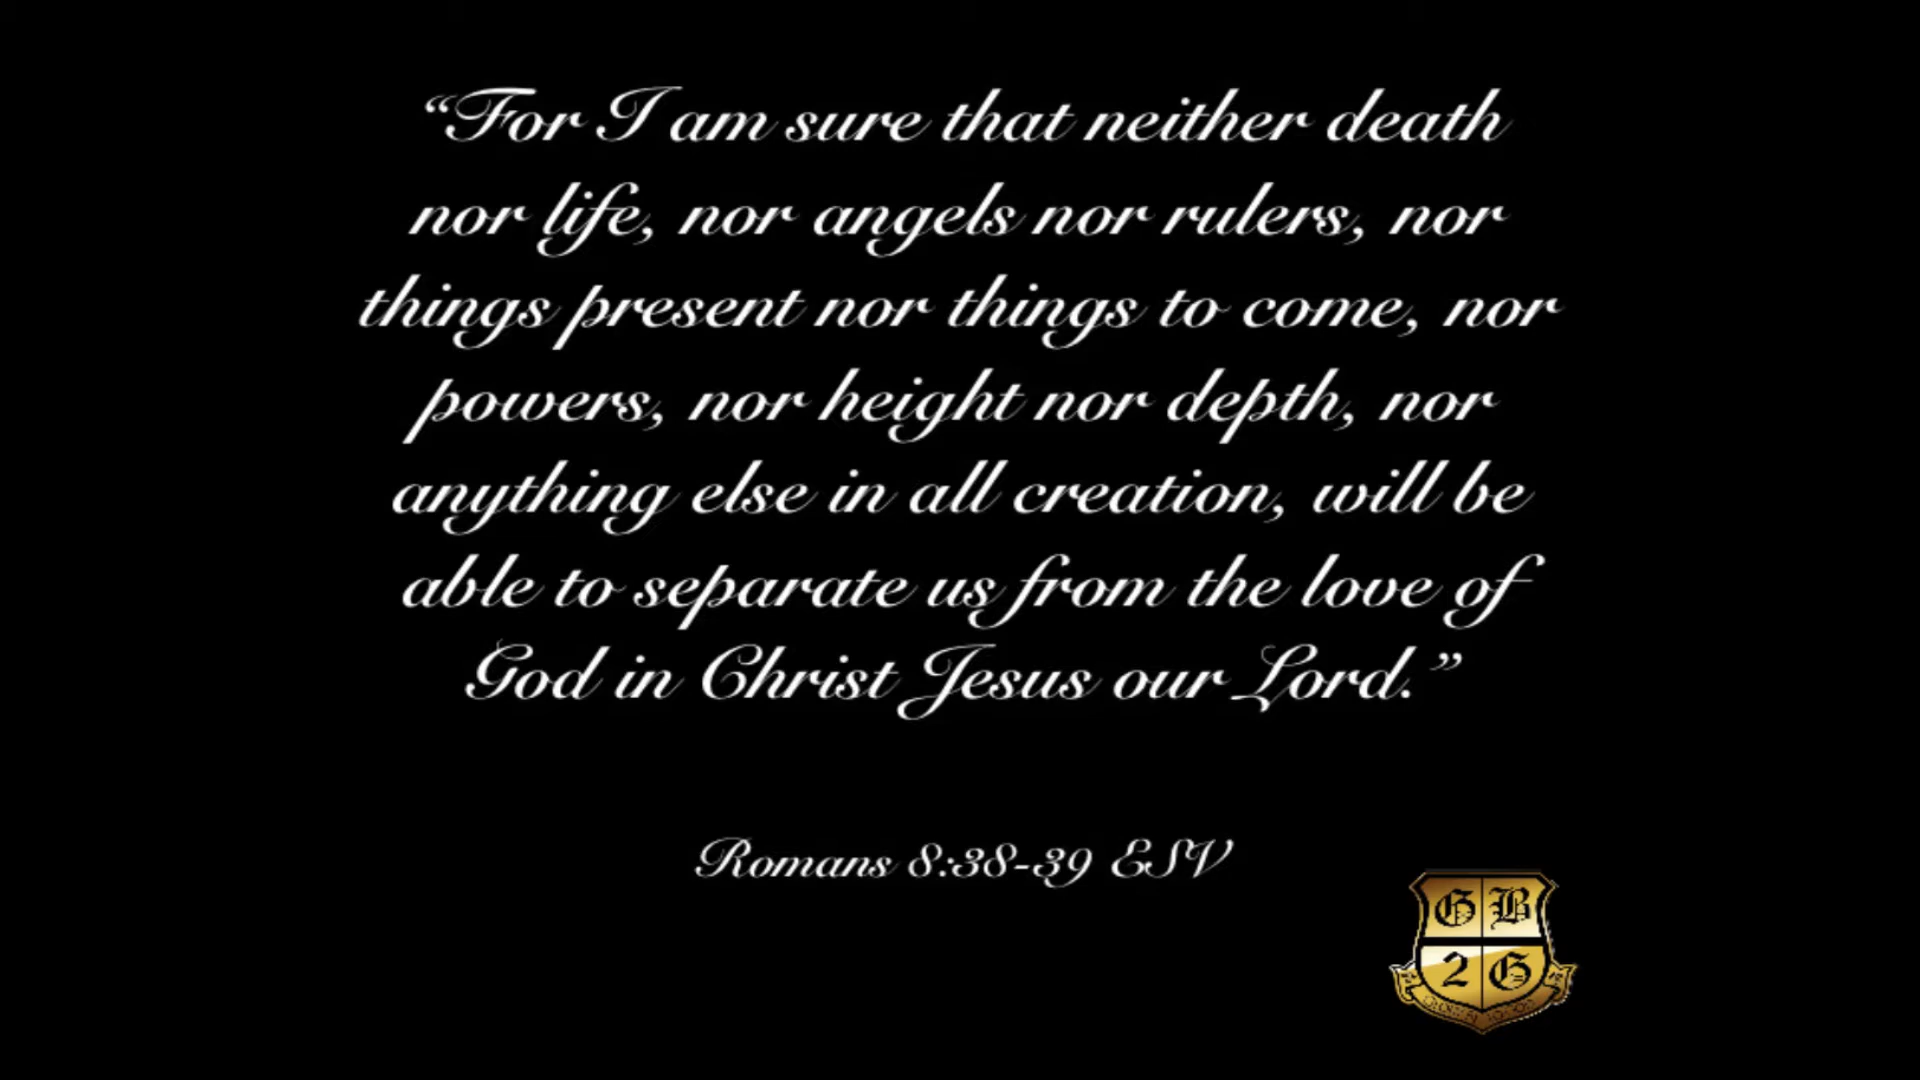 “For I am sure that neither death
nor life, nor angels nor rulers, nor
things present nor things to come, nor
powers, nor height nor depth, nor
anything else in all creation, will be
able to separate us from the love of
God in Christ Jesus our Lord.”
Romans 8:38-39 ESV
G B
2 G